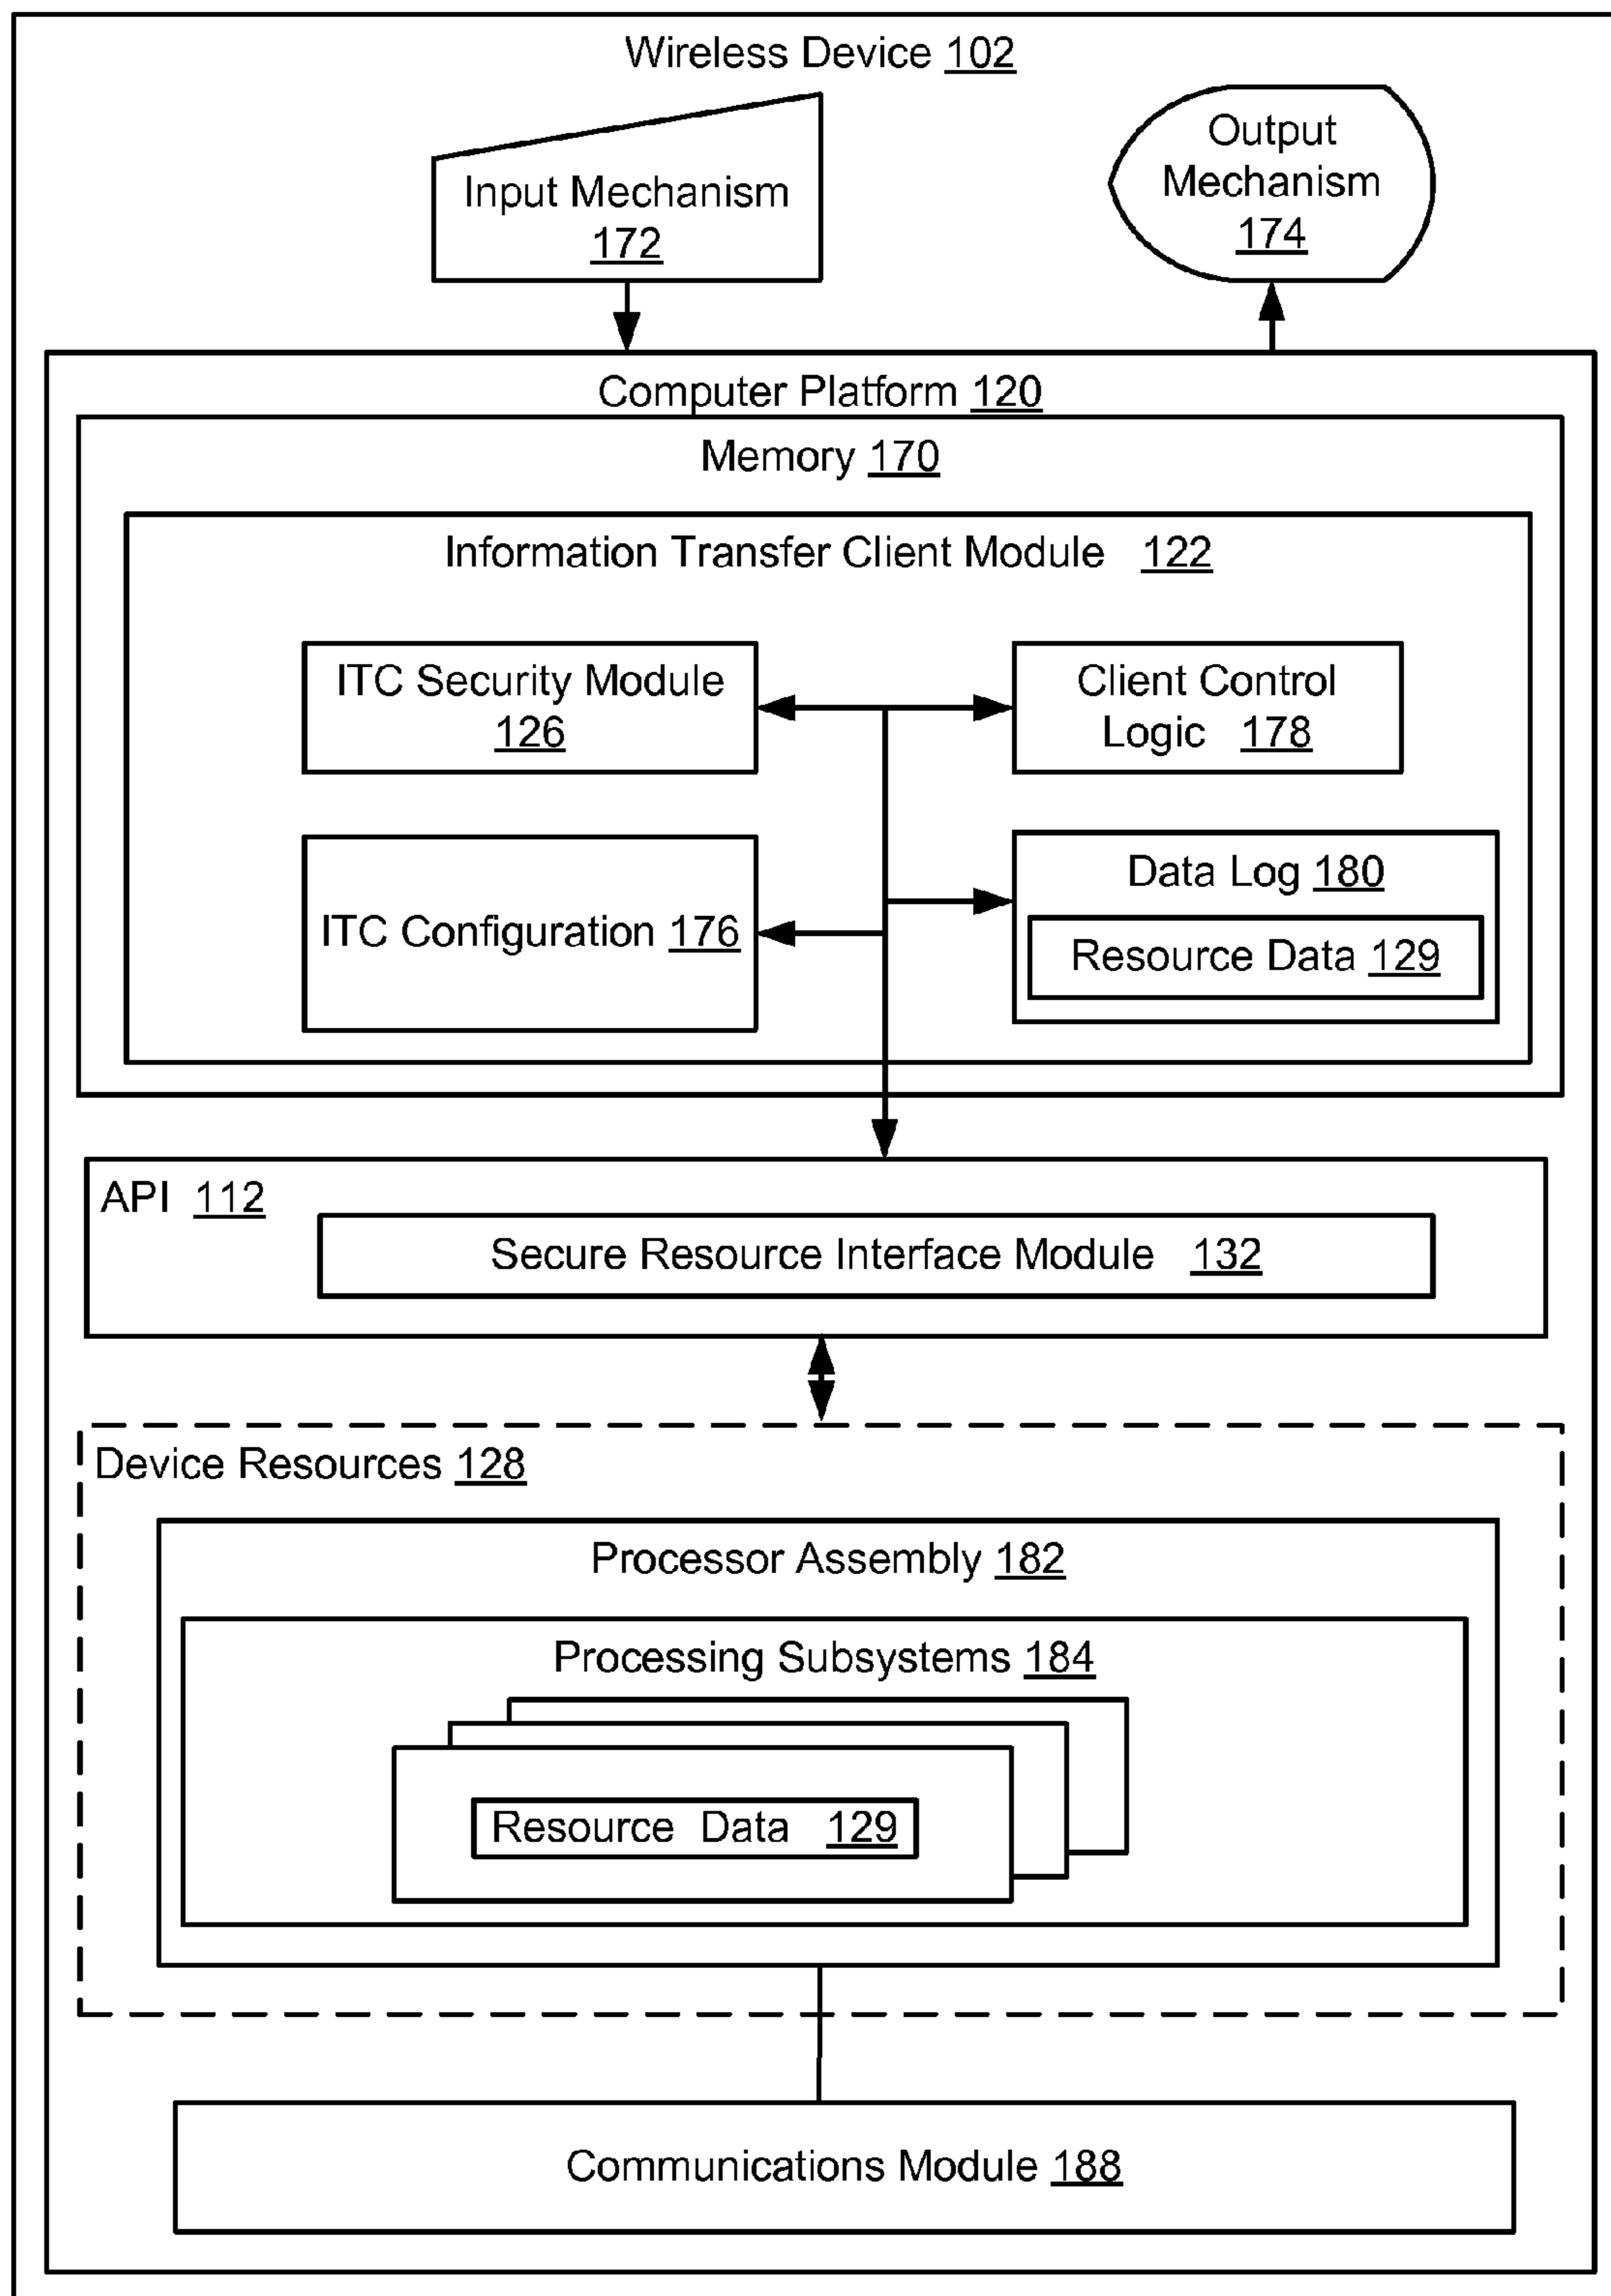 Wireless Device 102
Input Mechanism
172
Output
Mechanism
174
Computer Platform 120
Memory 170
Information Transfer Client Module 122
ITC Security Module
126
Client Control
Logic 178
ITC Configuration 176
Data Log 180
Resource Data 129
API 112
Secure Resource Interface Module 132
Device Resources 128
Processor Assembly 182
Processing Subsystems 184
Resource Data 129
Communications Module 188